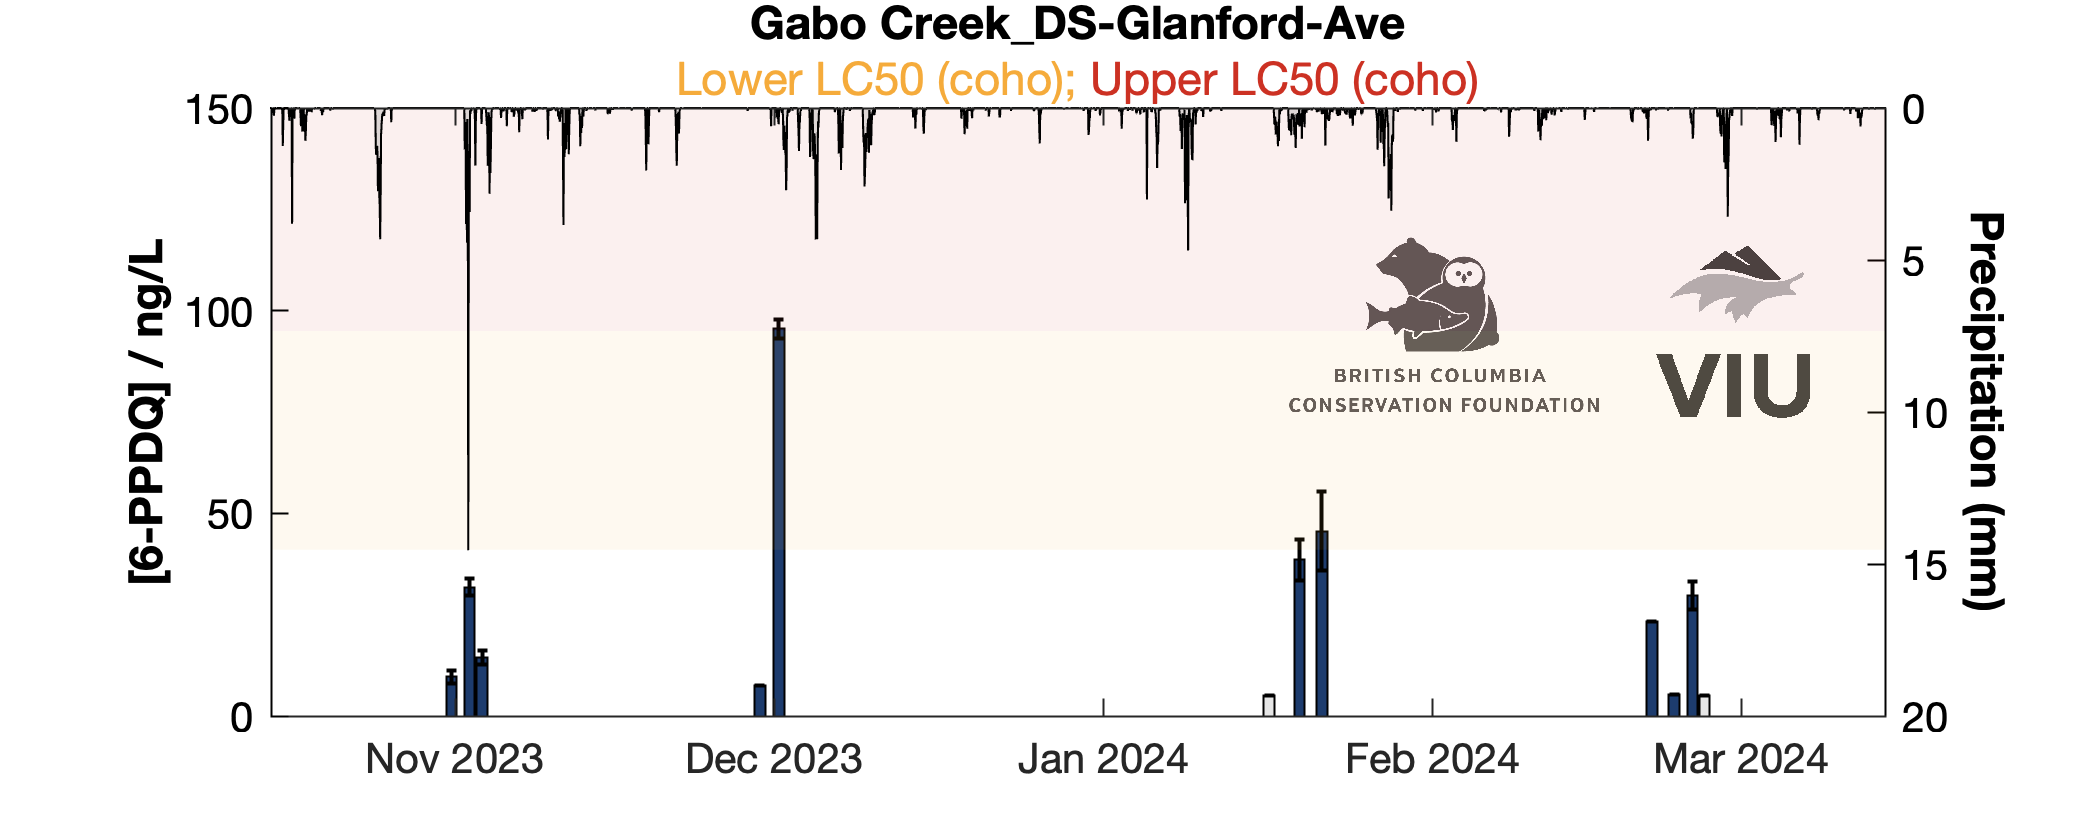 Gabo Creek_DS-Glanford-Ave
Lower LC50 (coho); Upper LC50 (coho)
150
100
50
0
[6-PPDQ] / ng/L
0
5
10
15
20
Precipitation (mm)
BRITISH COLUMBIA
CONSERVATION FOUNDATION
VIU
Nov 2023
Dec 2023
Jan 2024
Feb 2024
Mar 2024